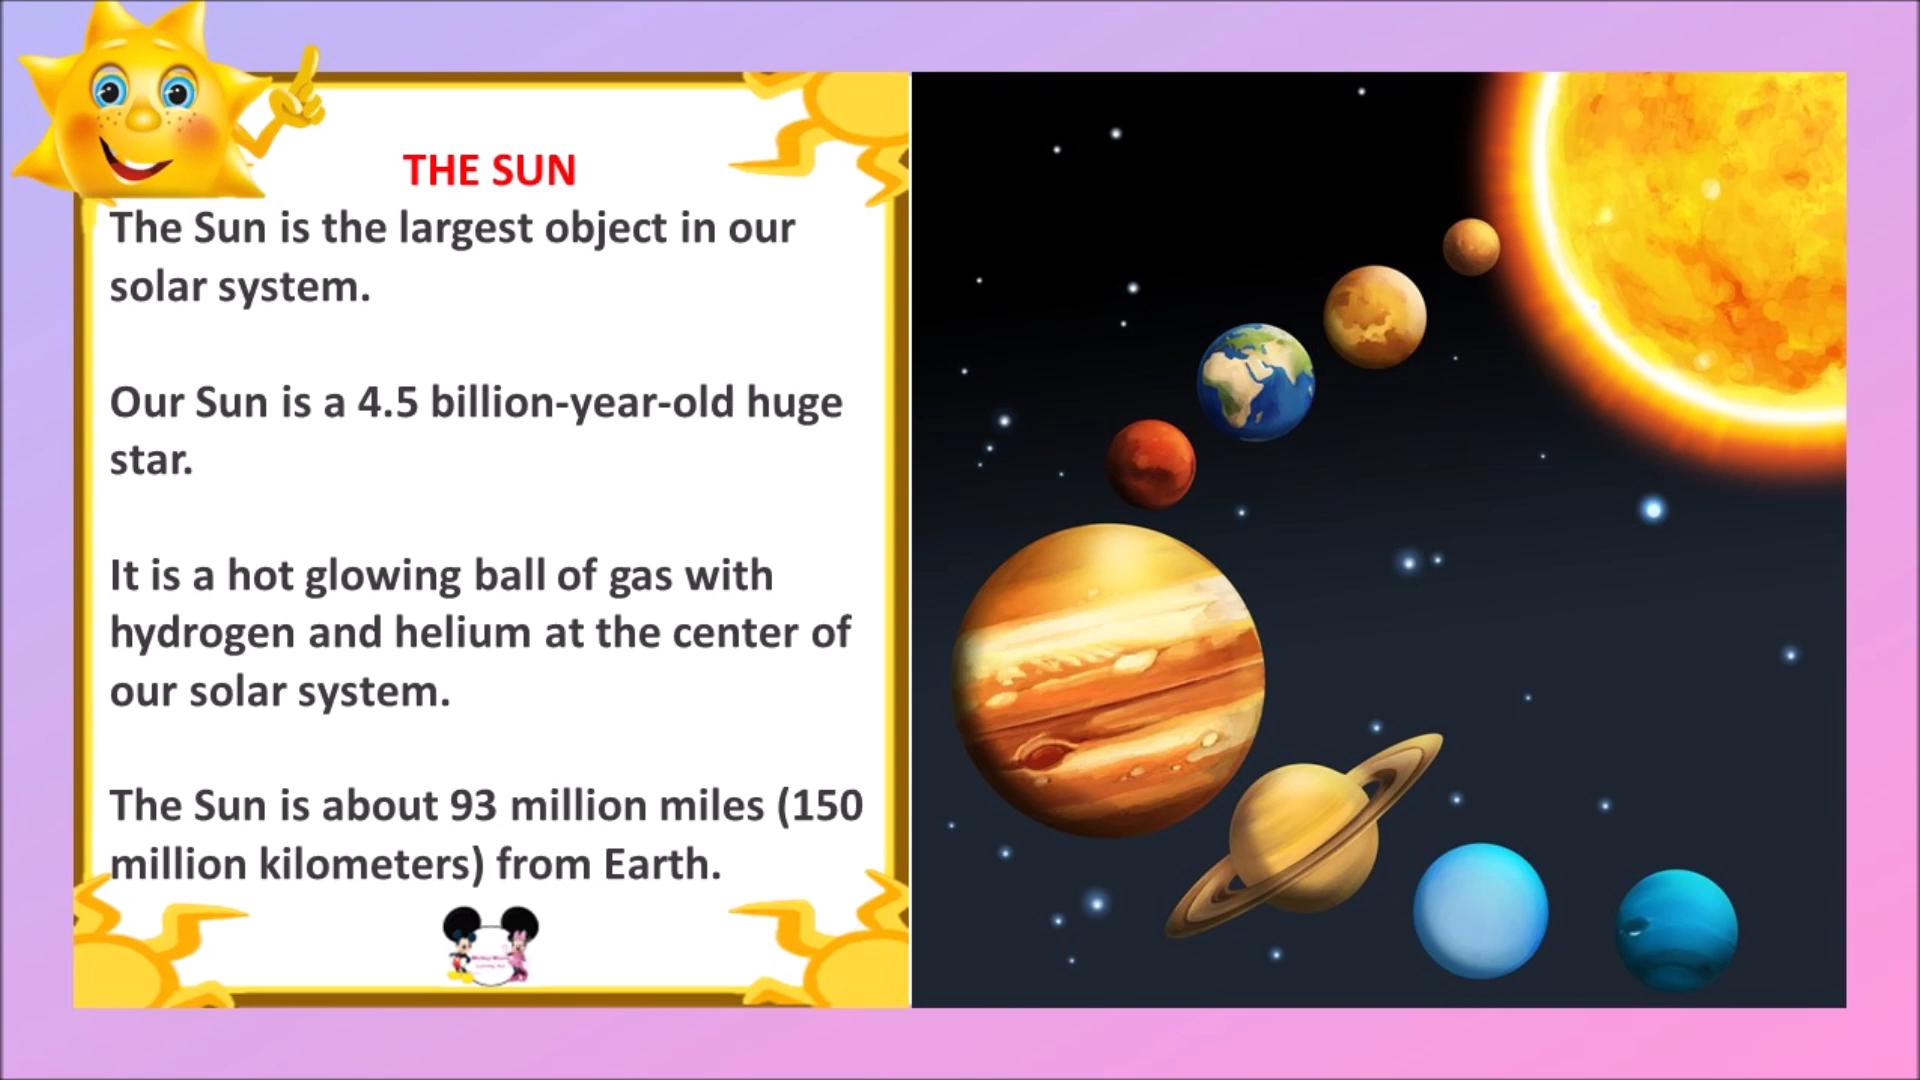 THE SUN
The Sun is the largest object in our
solar system.
Our Sun is a 4.5 billion-year-old huge
star.
It is a hot glowing ball of gas with
hydrogen and helium at the center of
our solar system.
The Sun is about 93 million miles (150
million kilometers) from Earth.